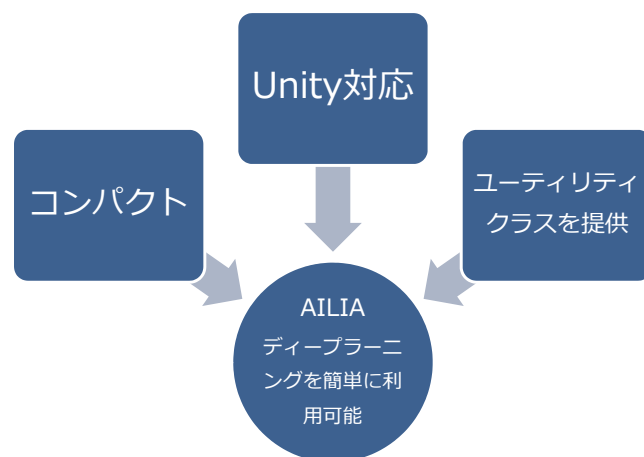 Unity対応
コンパクト
ユーティリティ
クラスを提供
AILIA
ディープラーニ
ングを簡単に利
用可能